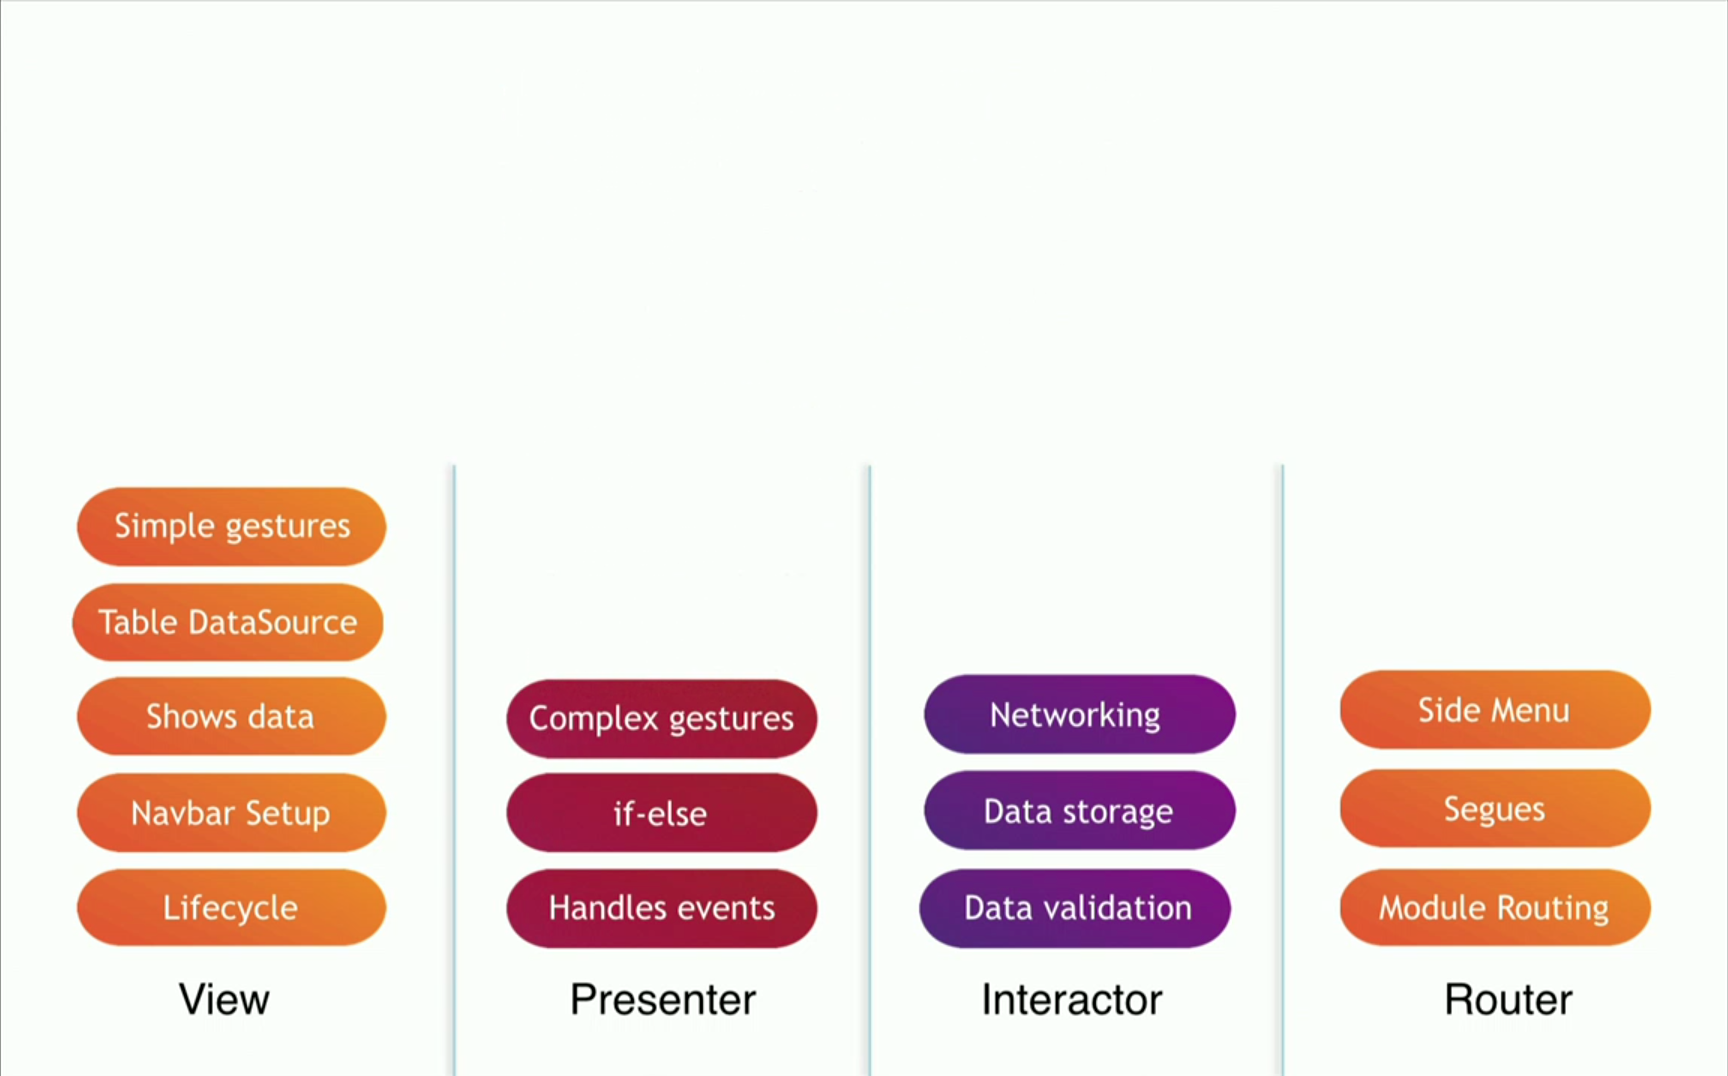 Simple gestures
Table DataSource
Shows data
Navbar Setup
Lifecycle
View
Complex gestures
if-else
Handles events
Presenter
Networking
Data storage
Data validation
Interactor
Side Menu
Segues
Module Routing
Router